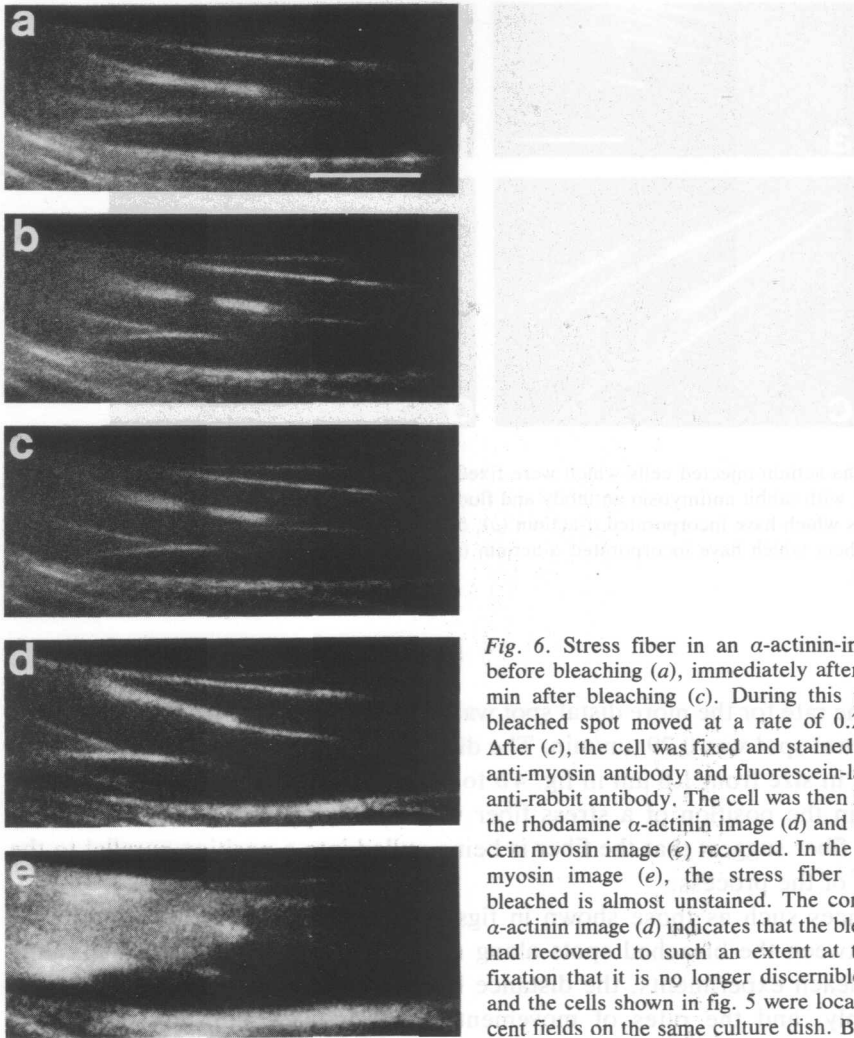 a
b
c
d
e
Fig. 6. Stress fiber in an α-actinin-in
before bleaching (a), immediately after
min after bleaching (c). During this
bleached spot moved at a rate of 0.2
After (c), the cell was fixed and stained
anti-myosin antibody and fluorescein-la
anti-rabbit antibody. The cell was then
the rhodamine α-actinin image (d) and
cein myosin image (e) recorded. In the
myosin image (e), the stress fiber
bleached is almost unstained. The cor
α-actinin image (d) indicates that the ble
had recovered to such an extent at t
fixation that it is no longer discernible
and the cells shown in fig. 5 were loca
cent fields on the same culture dish. B